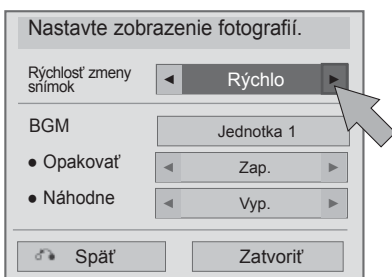 Nastavte zobrazenie fotografií.
Rýchlosť zmeny
snímok
◄ Rýchlo ►
BGM
Jednotka 1
● Opakovať
◄ Zap. ►
● Náhodne
◄ Vyp. ►
Späť
Zatvoriť